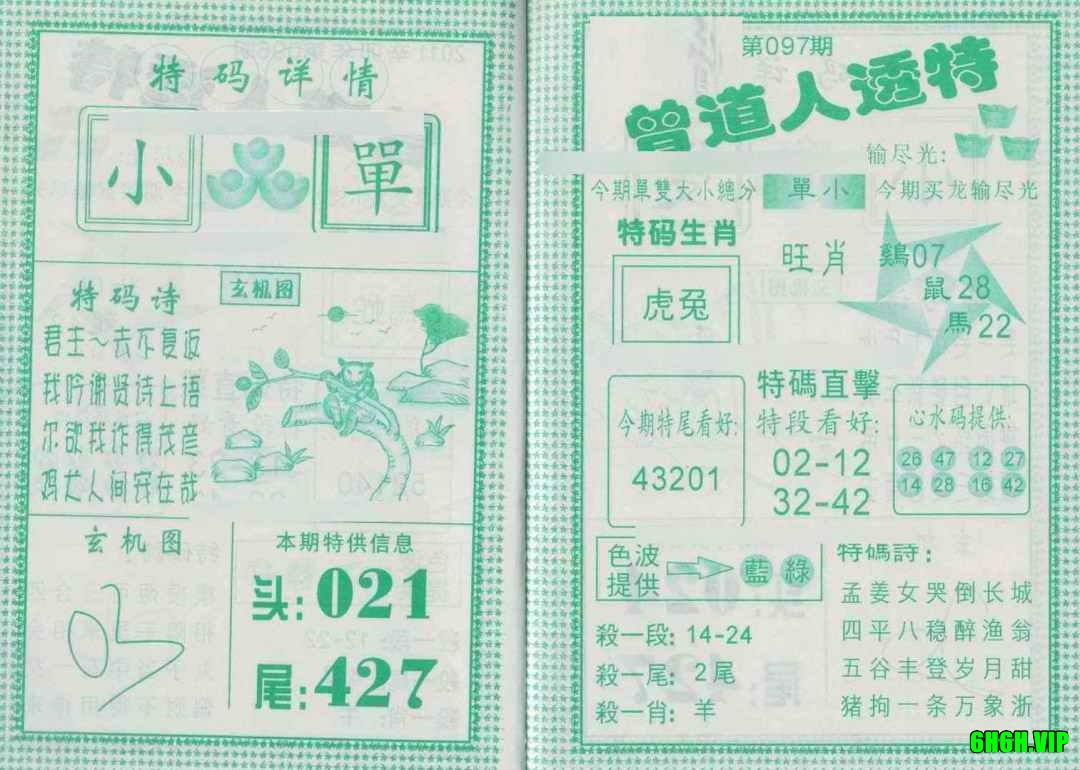 特码详情
小 單
特码诗
玄机图
君主～去不复返
我吟谢贤诗上语
尔欲我诈得茂彦
鸡犬人间安在哉
玄机图
本期特供信息
头:021
尾:427
第097期
曾道人透特
输尽光:
今期單雙大小總分 單小 今期买龙输尽光
特码生肖
虎兔
旺肖 鷄07
鼠28
馬22
今期特尾看好:
43201
特碼直擊
特段看好:
02-12
32-42
心水码提供:
26 47 12 27
14 28 16 42
色波
提供
藍 綠
殺一段: 14-24
殺一尾: 2尾
殺一肖: 羊
特碼詩:
孟姜女哭倒长城
四平八稳醉渔翁
五谷丰登岁月甜
猪拘一条万象浙
6H6H.VIP